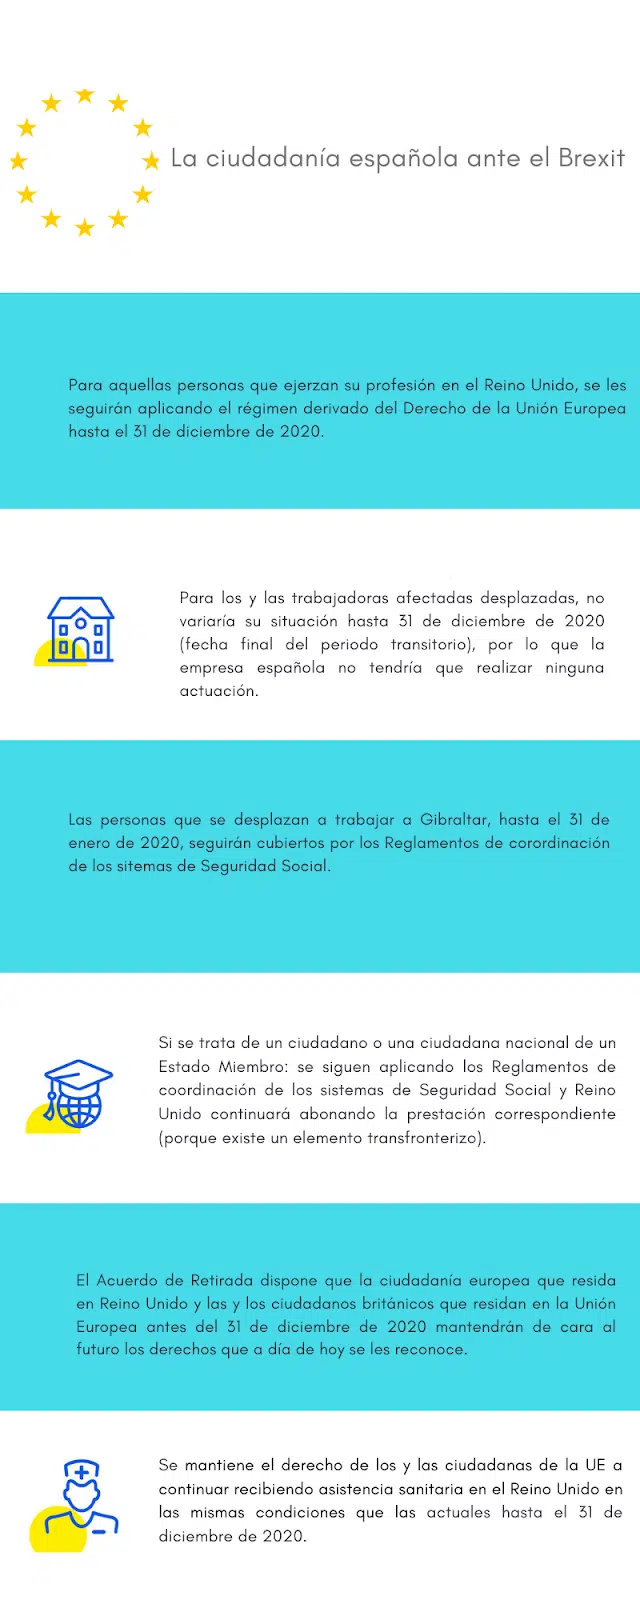 La ciudadanía española ante el Brexit
Para aquellas personas que ejerzan su profesión en el Reino Unido, se les
seguirán aplicando el régimen derivado del Derecho de la Unión Europea
hasta el 31 de diciembre de 2020.
Para los y las trabajadoras afectadas desplazadas, no
variaría su situación hasta 31 de diciembre de 2020
(fecha final del periodo transitorio), por lo que la
empresa española no tendría que realizar ninguna
actuación.
Las personas que se desplazan a trabajar a Gibraltar, hasta el 31 de
enero de 2020, seguirán cubiertos por los Reglamentos de corordinación
de los sitemas de Seguridad Social.
Si se trata de un ciudadano o una ciudadana nacional de un
Estado Miembro: se siguen aplicando los Reglamentos de
coordinación de los sistemas de Seguridad Social y Reino
Unido continuará abonando la prestación correspondiente
(porque existe un elemento transfronterizo).
El Acuerdo de Retirada dispone que la ciudadanía europea que resida
en Reino Unido y las y los ciudadanos británicos que residan en la Unión
Europea antes del 31 de diciembre de 2020 mantendrán de cara al
futuro los derechos que a día de hoy se les reconoce.
Se mantiene el derecho de los y las ciudadanas de la UE a
continuar recibiendo asistencia sanitaria en el Reino Unido en
las mismas condiciones que las actuales hasta el 31 de
diciembre de 2020.